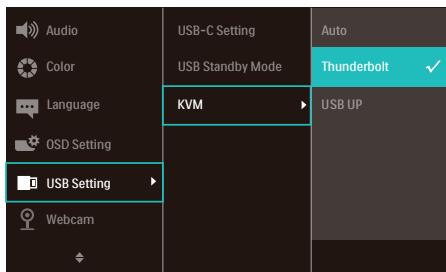 Audio
Color
Language
OSD Setting
USB Setting
Webcam
USB-C Setting
USB Standby Mode
KVM
Auto
Thunderbolt
USB UP